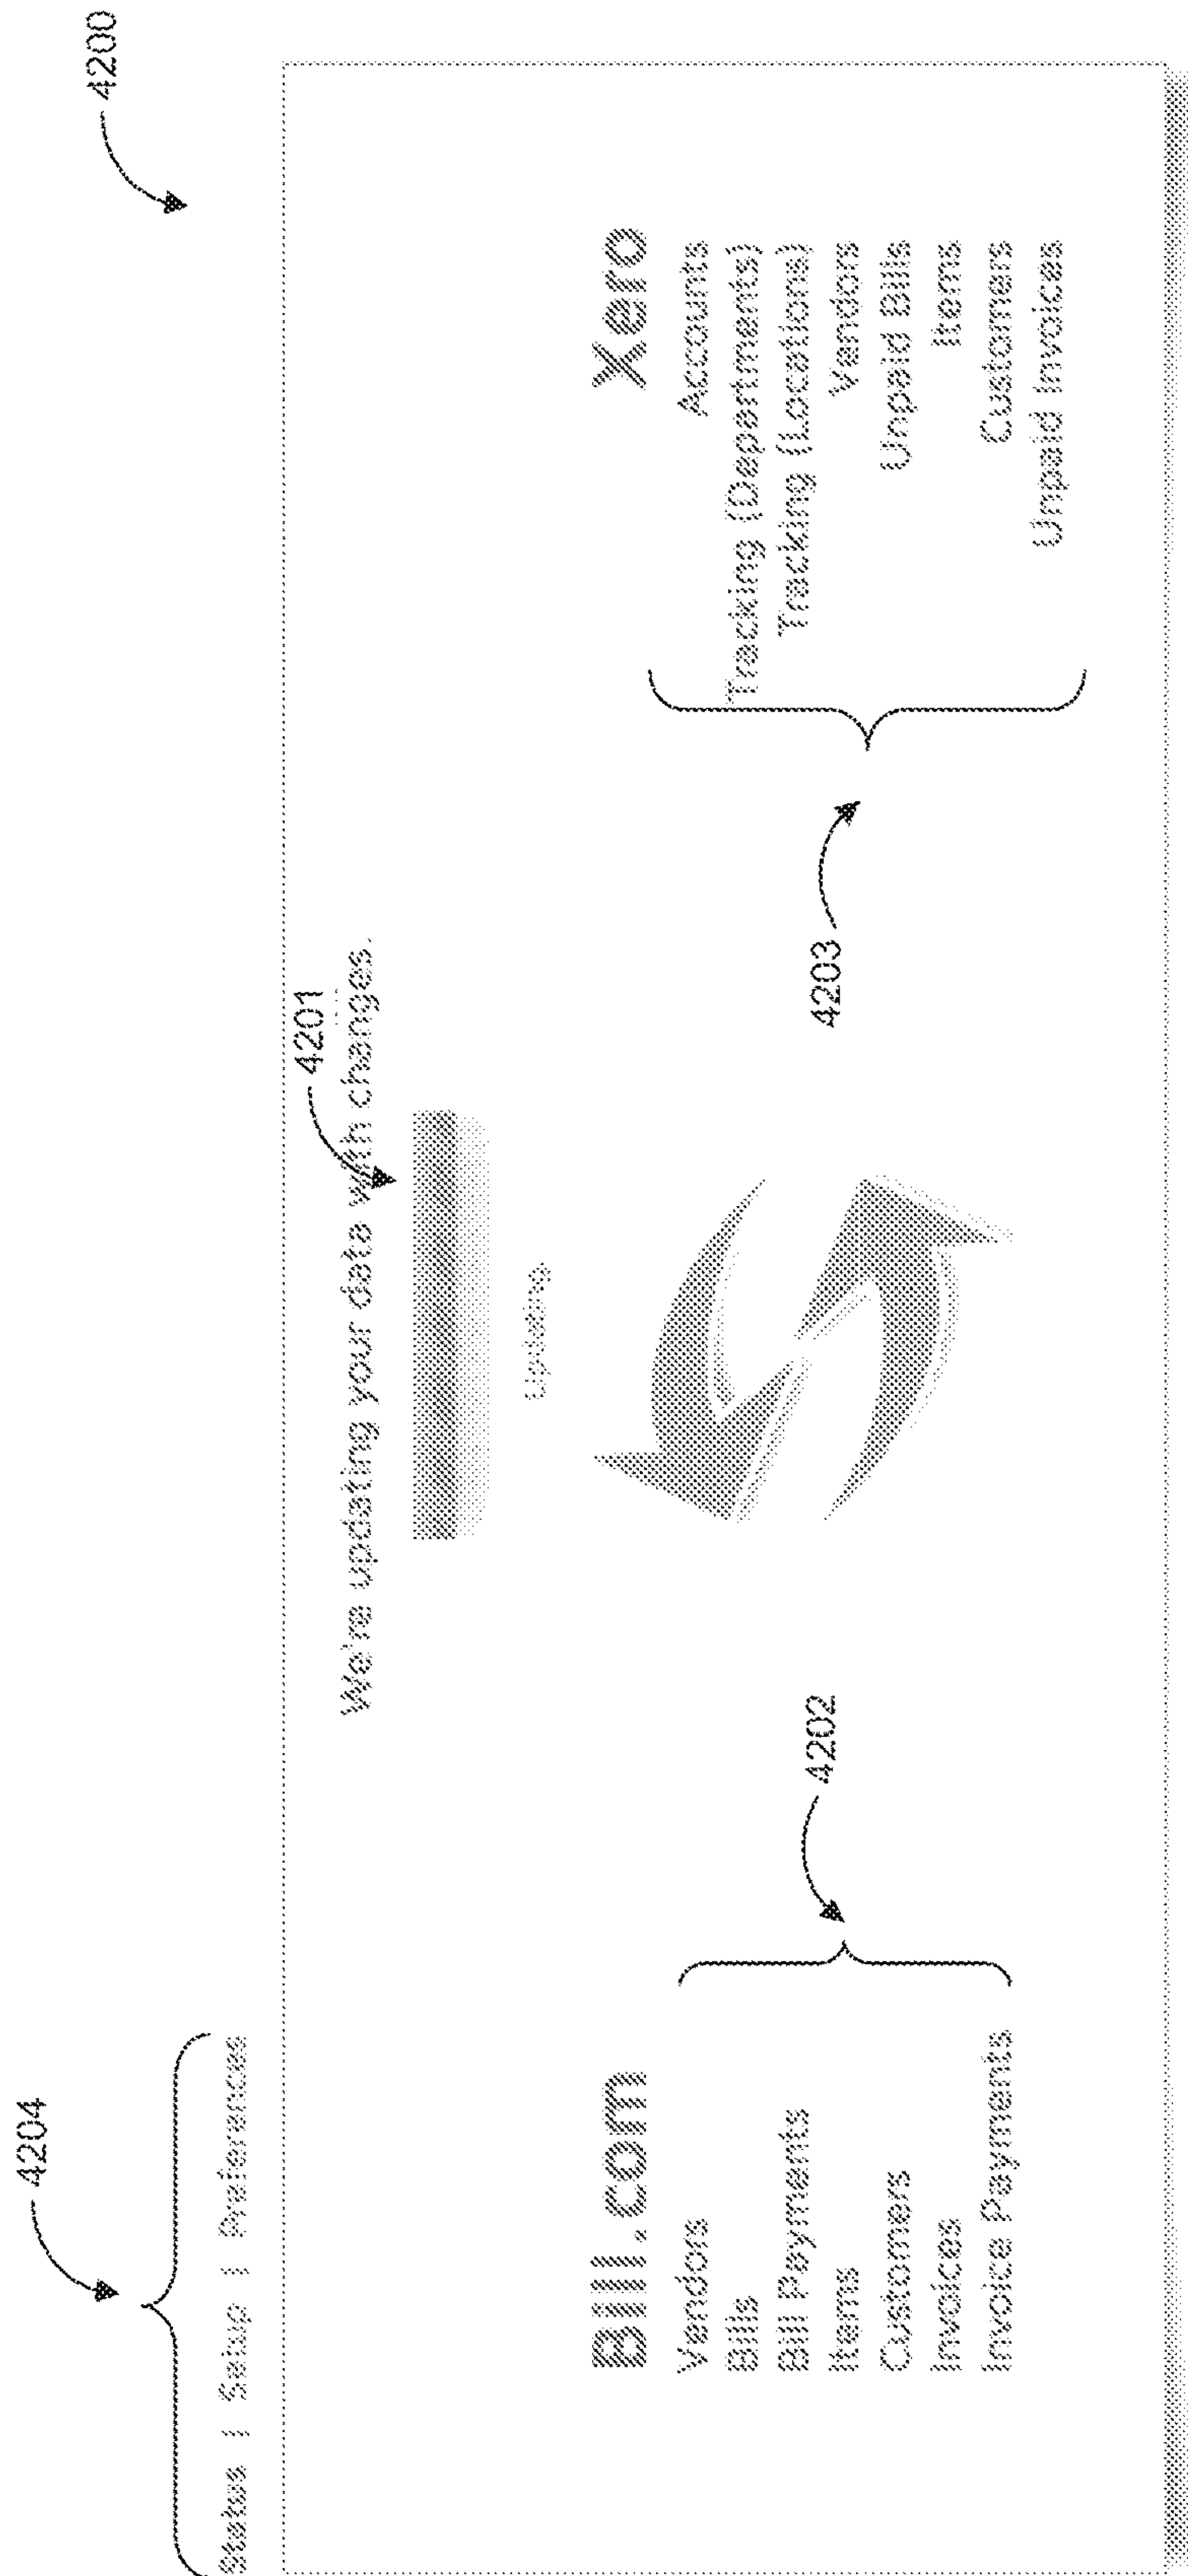 4200
4204
Status | Setup | Preferences
4201
We're updating your data with changes.
Updating
Bill.com
Vendors
Bills
Bill Payments
Items
Customers
Invoices
Invoice Payments
4202
4203
Xero
Accounts
Tracking (Departments)
Tracking (Locations)
Vendors
Unpaid Bills
Items
Customers
Unpaid Invoices